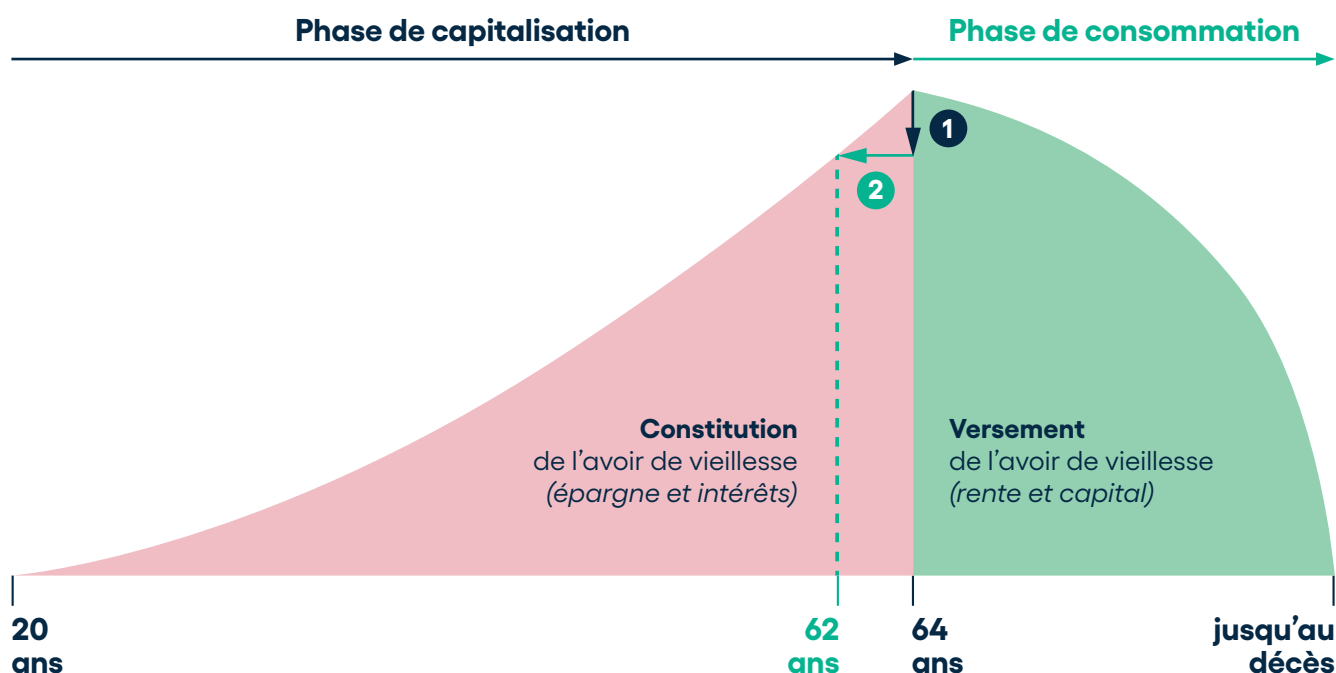 Phase de capitalisation
Phase de consommation
1
2
Constitution
de l’avoir de vieillesse
(épargne et intérêts)
Versement
de l’avoir de vieillesse
(rente et capital)
20
ans
62
ans
64
ans
jusqu’au
décès